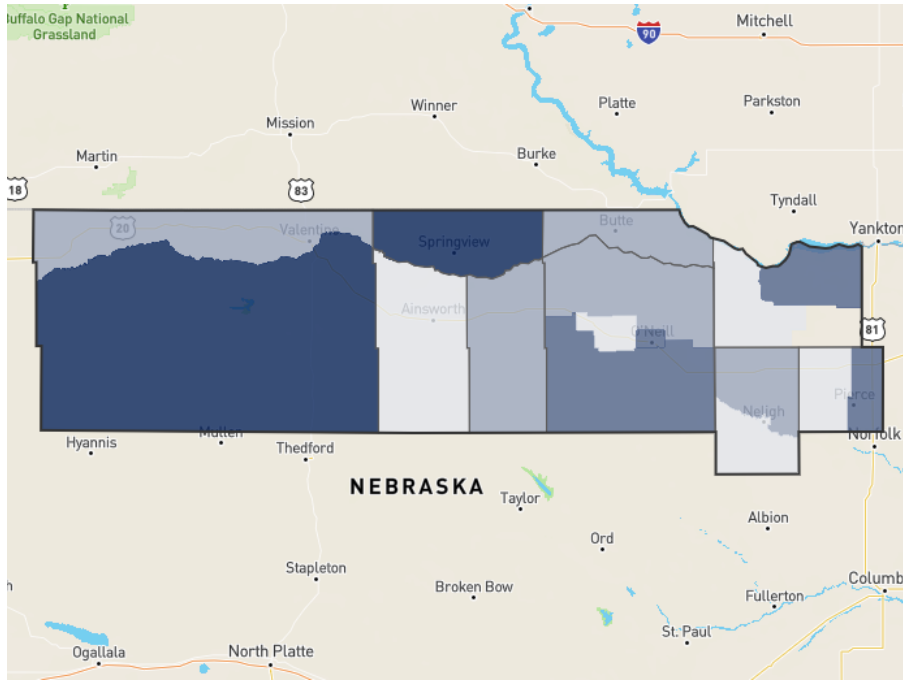 Buffalo Gap National
Grassland
90
Mitchell
Winner
Platte
Parkston
Mission
Martin
Burke
18
83
Tyndall
20
Valentine
Butte
Yankton
Springview
Ainsworth
O'Neill
81
Pierce
Neligh
Hyannis
Mullen
Thedford
Norfolk
NEBRASKA
Taylor
Albion
Ord
Stapleton
Broken Bow
Columb
Fullerton
St. Paul
Ogallala
North Platte